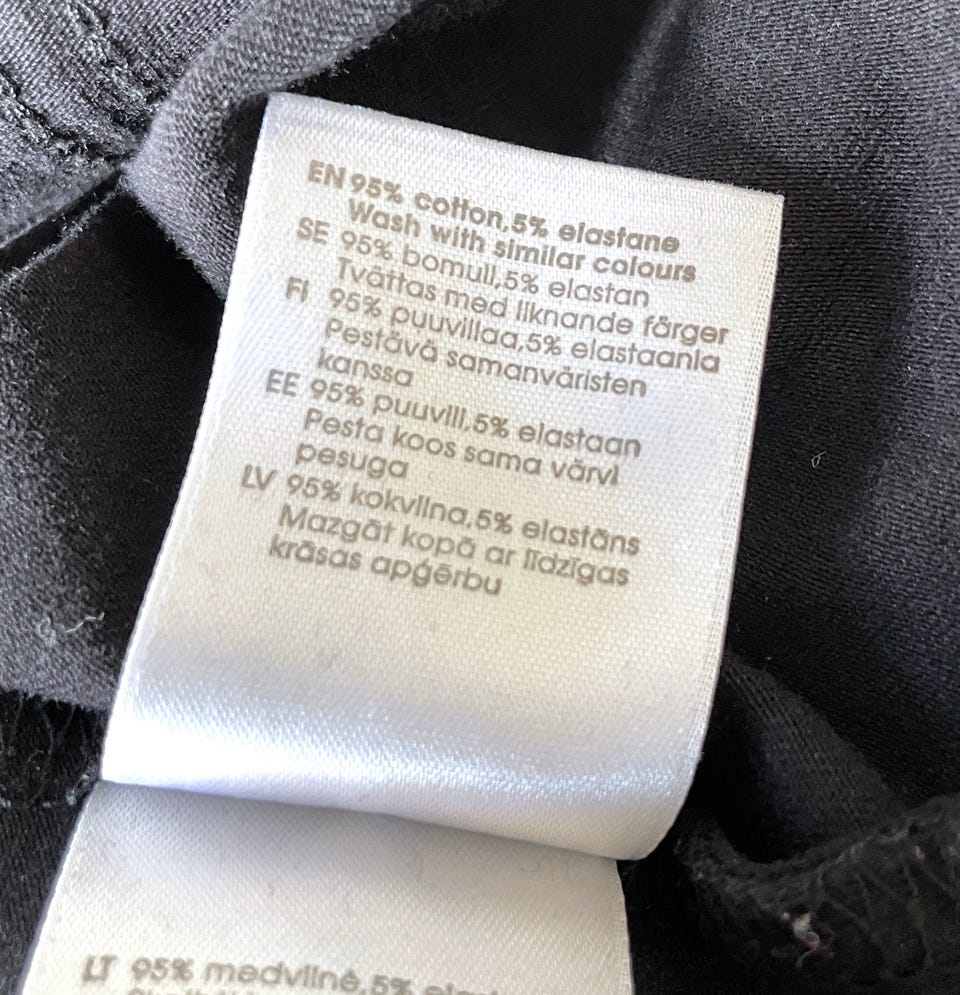 EN 95% cotton,5% elastane
Wash with similar colours
SE 95% bomull,5% elastan
Tvättas med liknande färger
FI 95% puuvillaa,5% elastaania
Pestävä samanväristen
kanssa
EE 95% puuvill,5% elastaan
Pesta koos sama värvi
pesuga
LV 95% kokvilna,5% elastāns
Mazgāt kopā ar līdzīgas
krāsas apģērbu
LT 95% medvilnė,5%